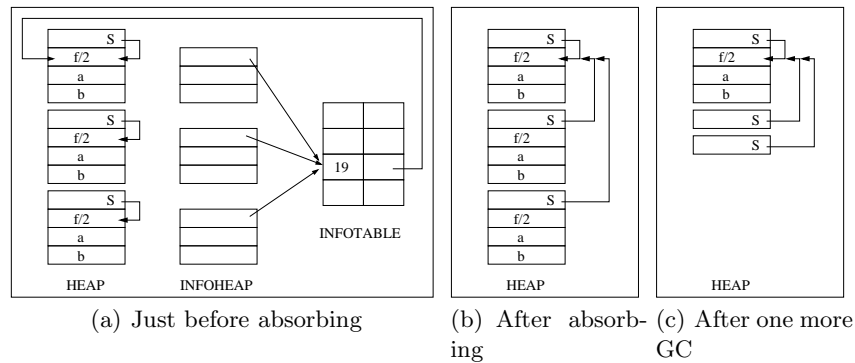 S
f/2
a
b
S
f/2
a
b
S
f/2
a
b
HEAP
INFOHEAP
19
INFOTABLE
(a) Just before absorbing
S
f/2
a
b
S
f/2
a
b
S
f/2
a
b
HEAP
(b) After absorb-
ing
S
f/2
a
b
S
S
HEAP
(c) After one more
GC